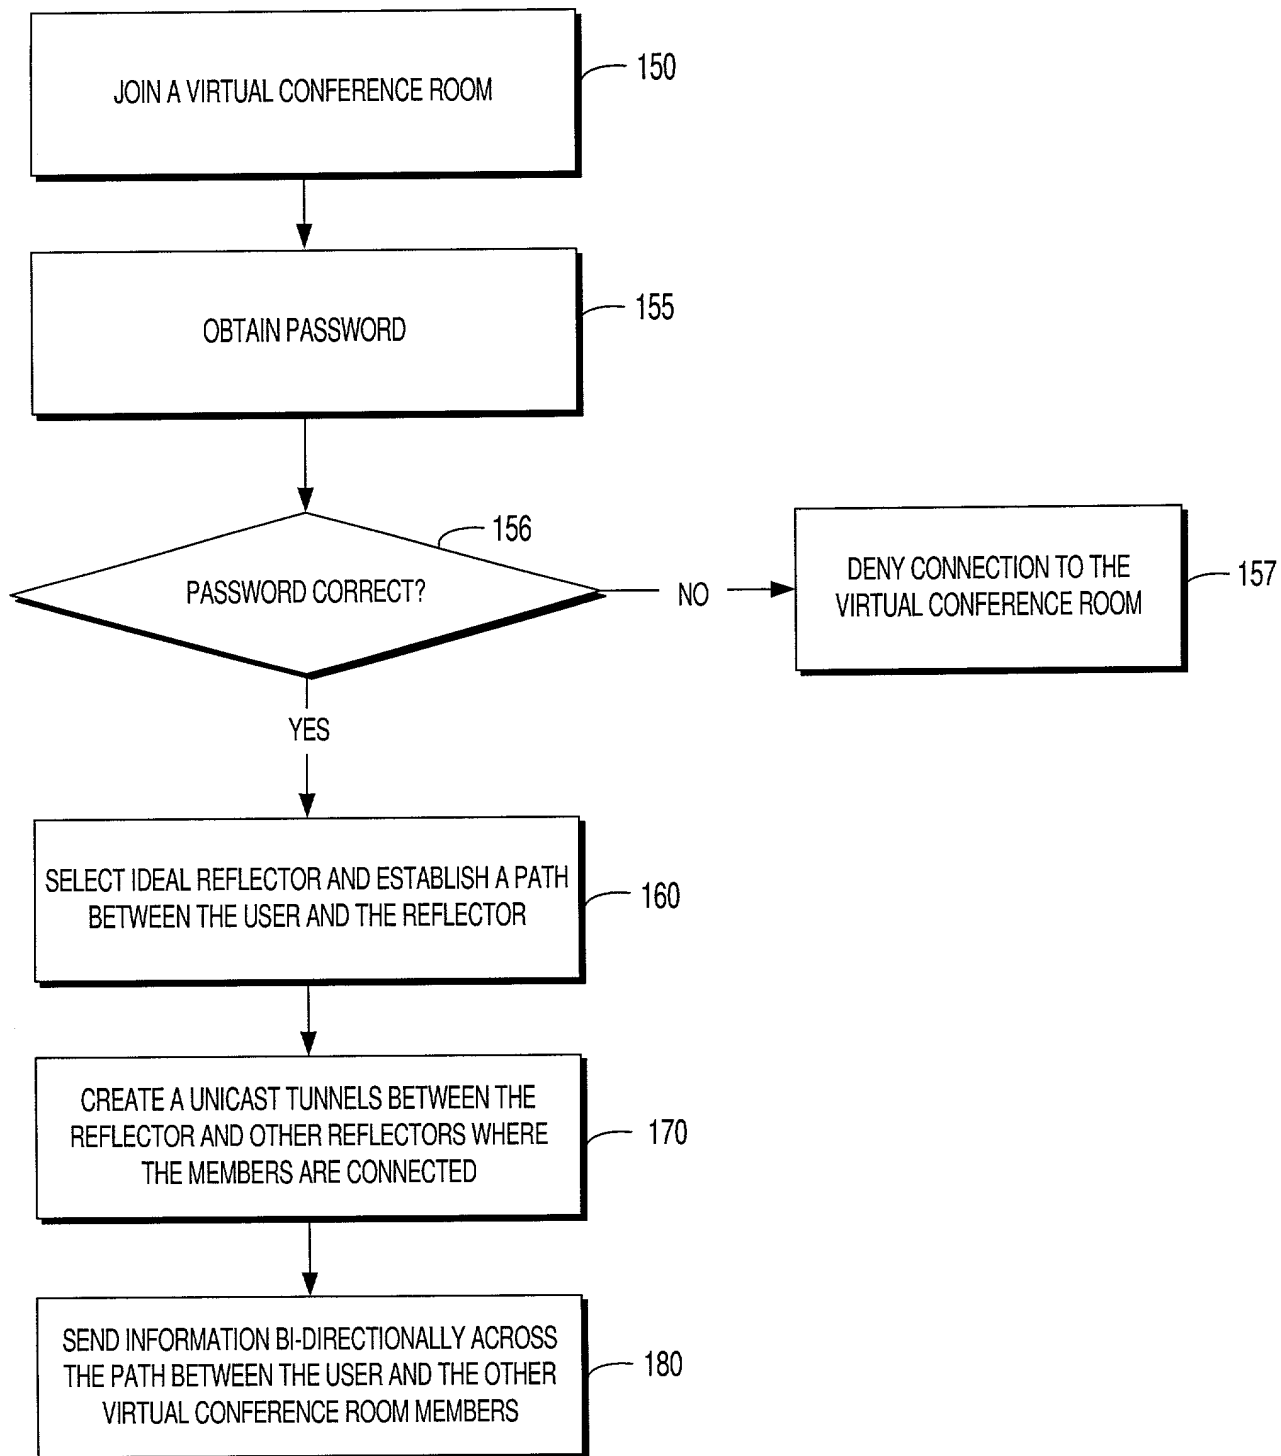 JOIN A VIRTUAL CONFERENCE ROOM
150
OBTAIN PASSWORD
155
PASSWORD CORRECT?
156
NO
DENY CONNECTION TO THE
VIRTUAL CONFERENCE ROOM
157
YES
SELECT IDEAL REFLECTOR AND ESTABLISH A PATH
BETWEEN THE USER AND THE REFLECTOR
160
CREATE A UNICAST TUNNELS BETWEEN THE
REFLECTOR AND OTHER REFLECTORS WHERE
THE MEMBERS ARE CONNECTED
170
SEND INFORMATION BI-DIRECTIONALLY ACROSS
THE PATH BETWEEN THE USER AND THE OTHER
VIRTUAL CONFERENCE ROOM MEMBERS
180